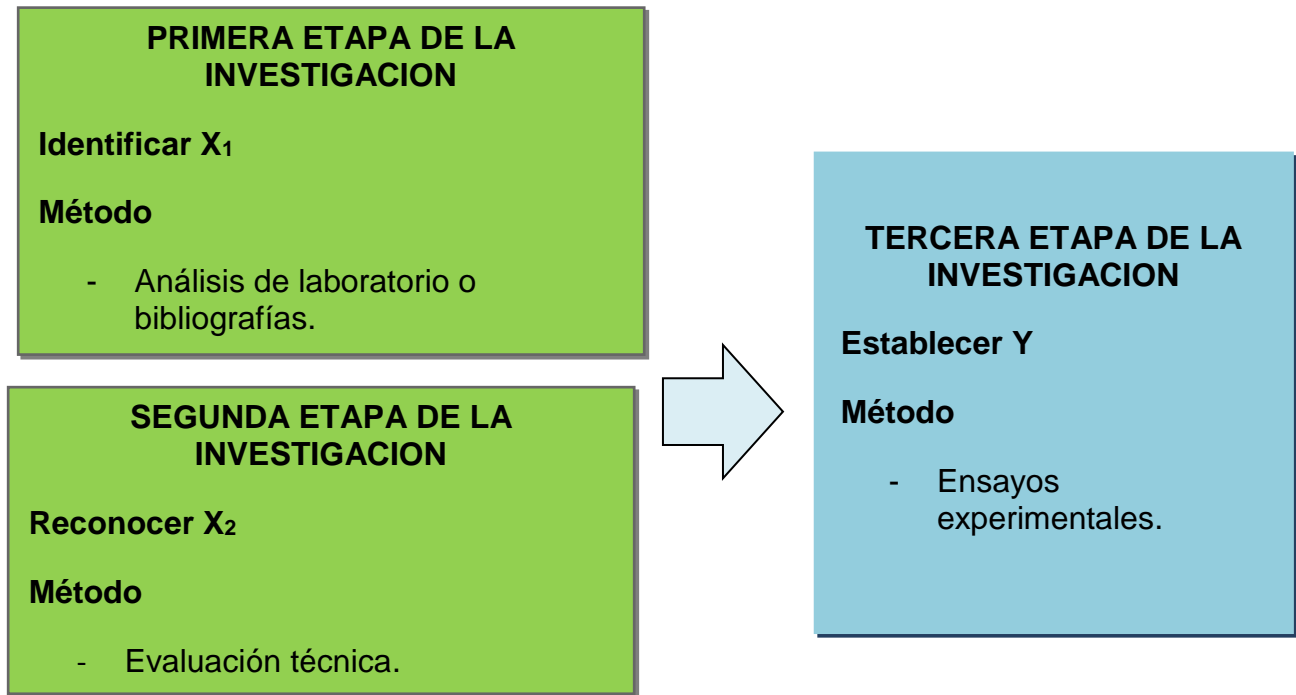 PRIMERA ETAPA DE LA
INVESTIGACION
Identificar X₁
Método
- Análisis de laboratorio o
bibliografías.
SEGUNDA ETAPA DE LA
INVESTIGACION
Reconocer X₂
Método
- Evaluación técnica.
TERCERA ETAPA DE LA
INVESTIGACION
Establecer Y
Método
- Ensayos
experimentales.